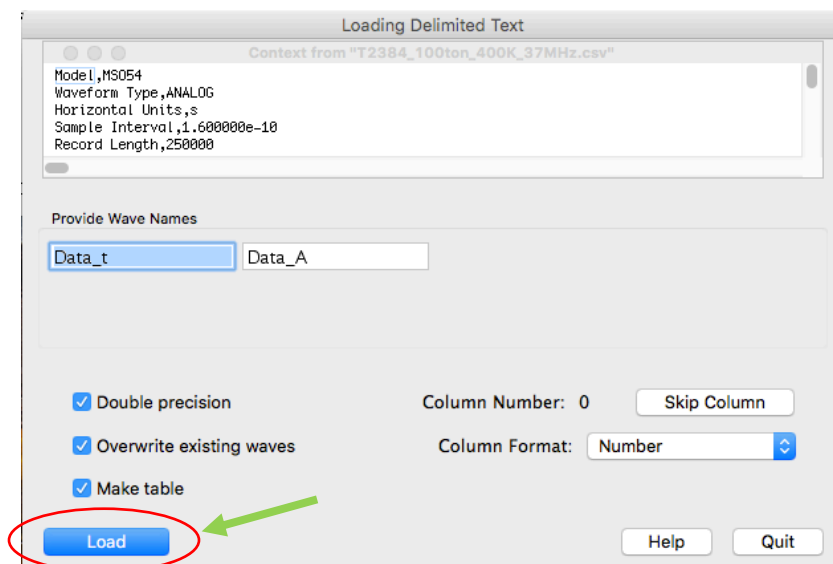 Loading Delimited Text
Context from "T2384_100ton_400K_37MHz.csv"
Model,MSO54
Waveform Type,ANALOG
Horizontal Units,s
Sample Interval,1.600000e-10
Record Length,250000
Provide Wave Names
Data_t Data_A
Double precision Column Number: 0 Skip Column
Overwrite existing waves Column Format: Number
Make table
Load Help Quit